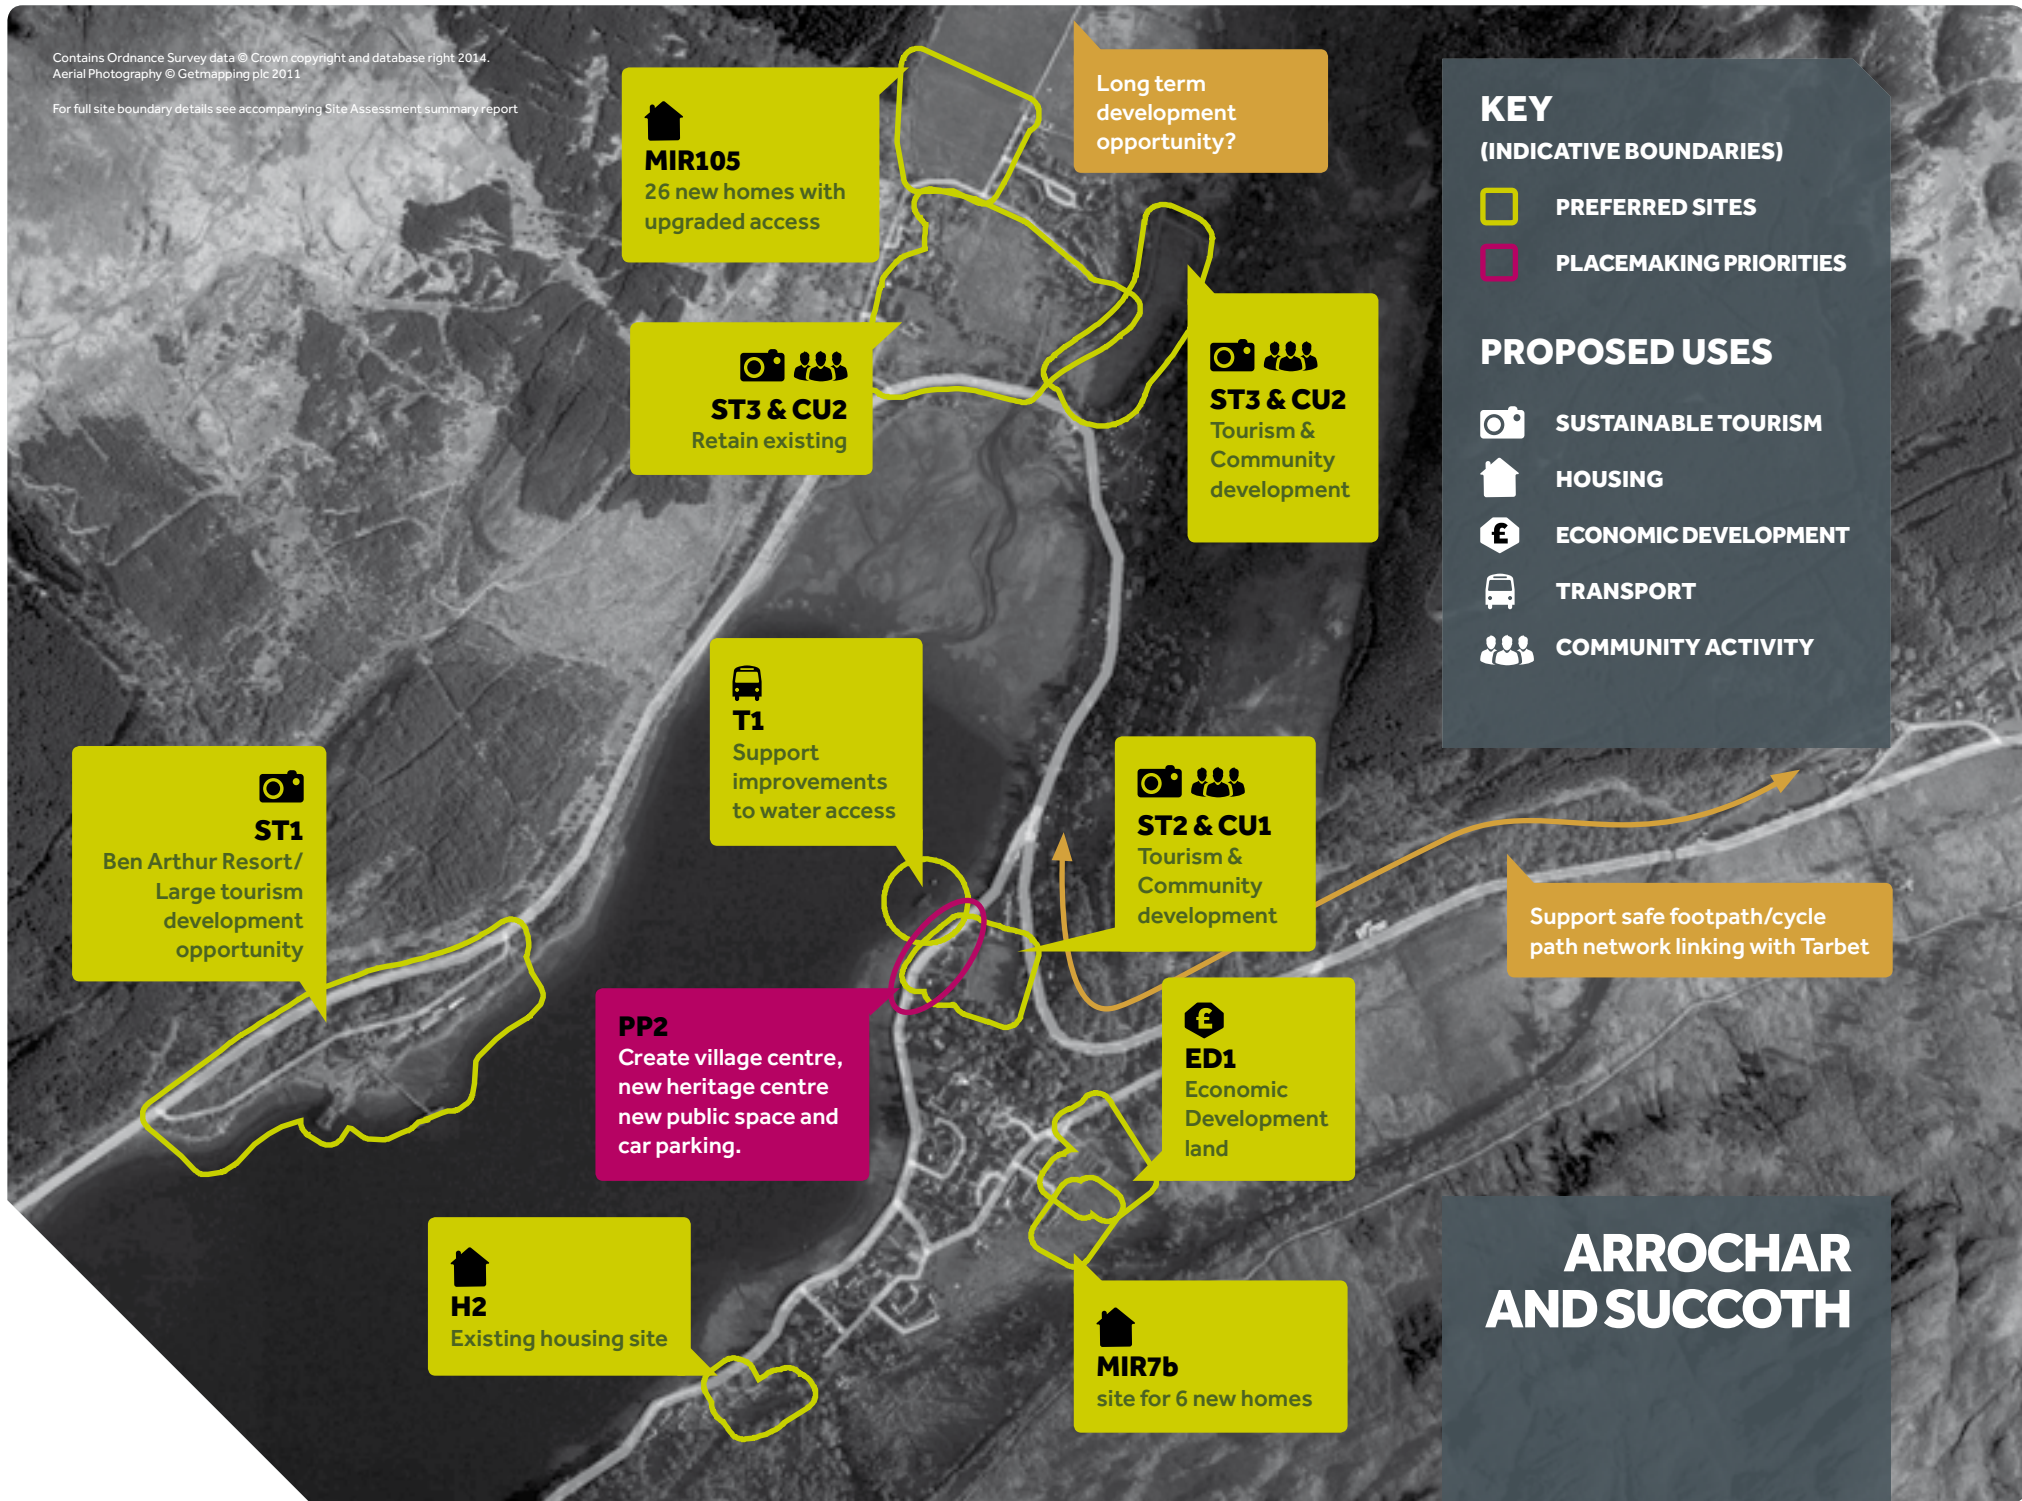 Contains Ordnance Survey data © Crown copyright and database right 2014.
Aerial Photography © Getmapping plc 2011
For full site boundary details see accompanying Site Assessment summary report
MIR105
26 new homes with
upgraded access
Long term
development
opportunity?
KEY
(INDICATIVE BOUNDARIES)
PREFERRED SITES
PLACEMAKING PRIORITIES
PROPOSED USES
SUSTAINABLE TOURISM
HOUSING
£
ECONOMIC DEVELOPMENT
TRANSPORT
COMMUNITY ACTIVITY
ST3 & CU2
Retain existing
ST3 & CU2
Tourism &
Community
development
T1
Support
improvements
to water access
ST1
Ben Arthur Resort/
Large tourism
development
opportunity
ST2 & CU1
Tourism &
Community
development
Support safe footpath/cycle
path network linking with Tarbet
PP2
Create village centre,
new heritage centre
new public space and
car parking.
£
ED1
Economic
Development
land
H2
Existing housing site
MIR7b
site for 6 new homes
ARROCHAR
AND SUCCOTH